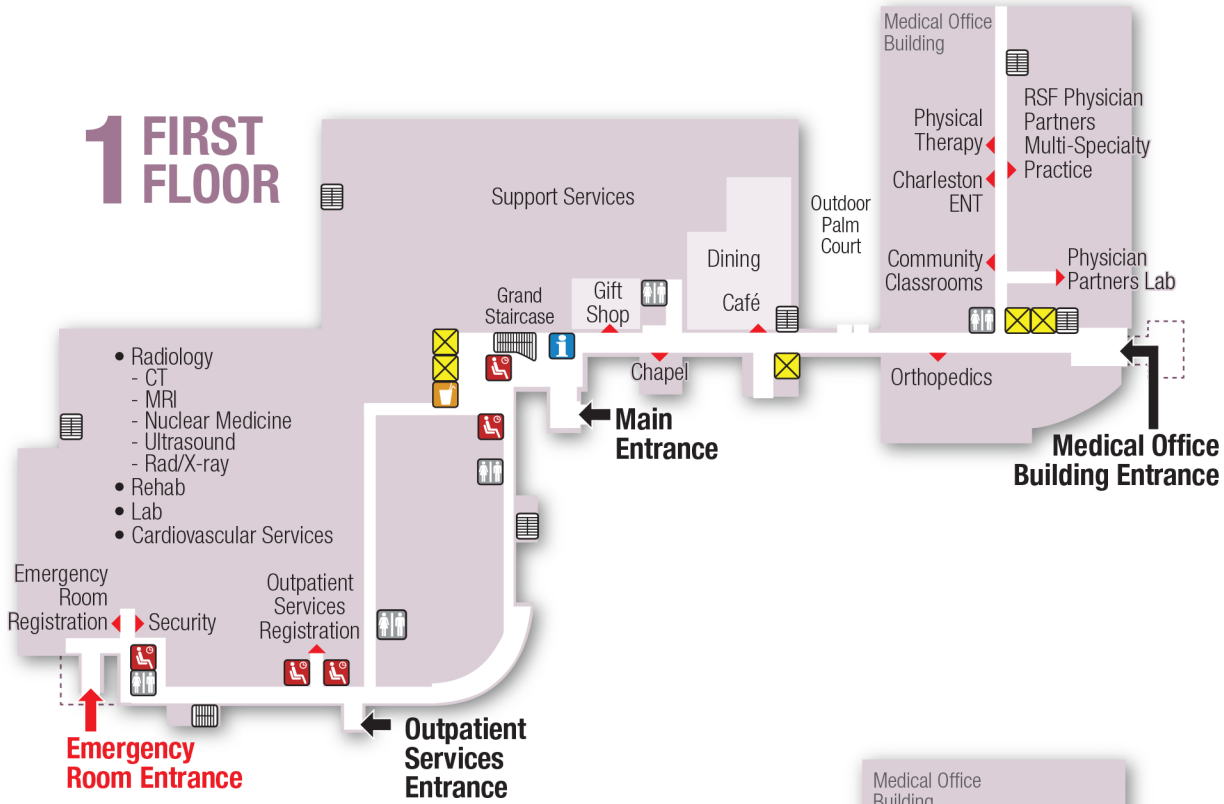 1 FIRST
FLOOR
Medical Office
Building
Physical
Therapy
RSF Physician
Partners
Multi-Specialty
Practice
Charleston
ENT
Community
Classrooms
Physician
Partners Lab
Orthopedics
Medical Office
Building Entrance
Outdoor
Palm
Court
Support Services
Dining
Café
Gift
Shop
Grand
Staircase
i
Chapel
Main
Entrance
• Radiology
- CT
- MRI
- Nuclear Medicine
- Ultrasound
- Rad/X-ray
• Rehab
• Lab
• Cardiovascular Services
Emergency
Room
Registration
Security
Outpatient
Services
Registration
Emergency
Room Entrance
Outpatient
Services
Entrance
Medical Office
Building